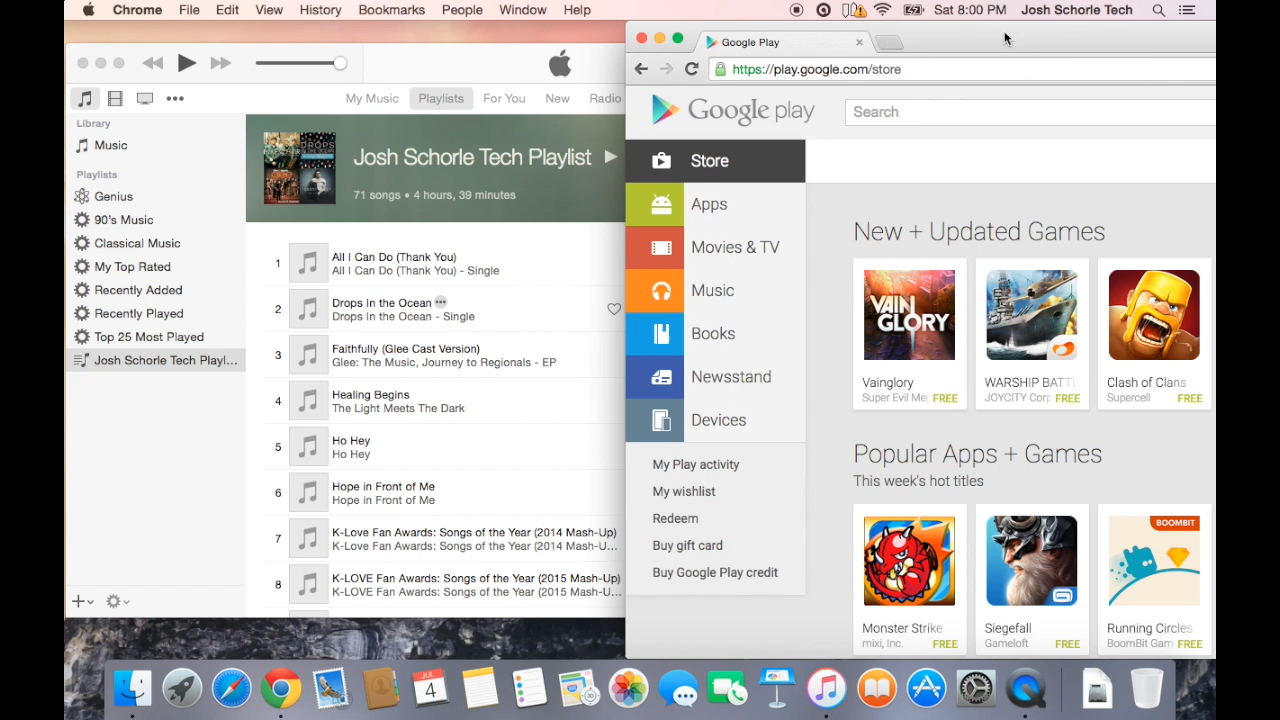 Chrome File Edit View History Bookmarks People Window Help Sat 8:00 PM Josh Schorle Tech
My Music Playlists For You New Radio
Library
Music
Playlists
Genius
90's Music
Classical Music
My Top Rated
Recently Added
Recently Played
Top 25 Most Played
Josh Schorle Tech Playl...
Josh Schorle Tech Playlist
71 songs • 4 hours, 39 minutes
1 All I Can Do (Thank You)
All I Can Do (Thank You) - Single
2 Drops In the Ocean
Drops In the Ocean - Single
3 Faithfully (Glee Cast Version)
Glee: The Music, Journey to Regionals - EP
4 Healing Begins
The Light Meets The Dark
5 Ho Hey
Ho Hey
6 Hope in Front of Me
Hope in Front of Me
7 K-Love Fan Awards: Songs of the Year (2014 Mash-Up)
K-Love Fan Awards: Songs of the Year (2014 Mash-U...
8 K-LOVE Fan Awards: Songs of the Year (2015 Mash-Up)
K-LOVE Fan Awards: Songs of the Year (2015 Mash-U...
Google Play
https://play.google.com/store
Google play
Search
Store
Apps
Movies & TV
Music
Books
Newsstand
Devices
My Play activity
My wishlist
Redeem
Buy gift card
Buy Google Play credit
New + Updated Games
VAIN
GLORY
Vainglory
Super Evil Me FREE
WARSHIP BATTL
JOYCITY Corp FREE
Clash of Clans
Supercell FREE
Popular Apps + Games
This week's hot titles
BOOMBIT
Monster Strike
mixi, Inc. FREE
Siegefall
Gameloft FREE
Running Circles
BoomBit Gam FREE
JUL
4